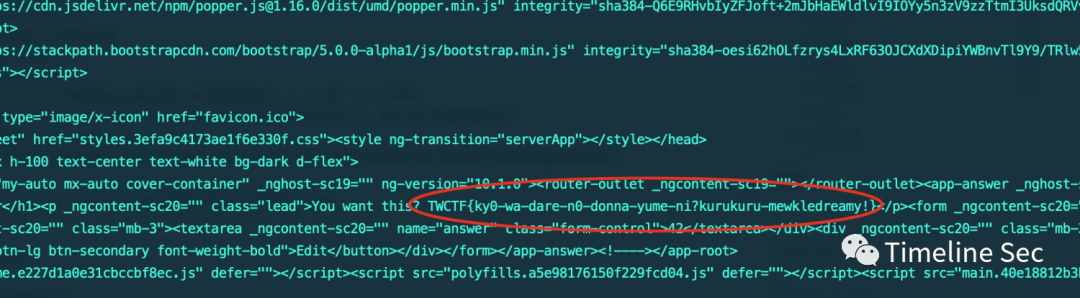 ps://cdn.jsdelivr.net/npm/popper.js@1.16.0/dist/umd/popper.min.js" integrity="sha384-Q6E9RHvbIyZFJoft+2mJbHaEWldlvI9IOYy5n3zV9zzTtmI3UksdQRV
pt>
ps://stackpath.bootstrapcdn.com/bootstrap/5.0.0-alpha1/js/bootstrap.min.js" integrity="sha384-oesi62hOLfzrys4LxRF63OJCXdXDipiYWBnvTl9Y9/TRlw
s"></script>
type="image/x-icon" href="favicon.ico">
eet" href="styles.3efa9c4173ae1f6e330f.css"><style ng-transition="serverApp"></style></head>
x h-100 text-center text-white bg-dark d-flex">
"my-auto mx-auto cover-container" _nghost-sc19="" ng-version="10.1.0"><router-outlet _ngcontent-sc19=""></router-outlet><app-answer _nghost-
r</h1><p _ngcontent-sc20="" class="lead">You want this? TWCTF{ky0-wa-dare-n0-donna-yume-ni?kurukuru-mewkledreamy!}</p><form _ngcontent-sc20="
t-sc20="" class="mb-3"><textarea _ngcontent-sc20="" name="answer" class="form-control">42</textarea></div><div _ngcontent-sc20="" class="mb-
otn-lg btn-secondary font-weight-bold">Edit</button></div></form></app-answer><!----></app-root>
me.e227d1a0e31cbccbf8ec.js" defer=""></script><script src="polyfills.a5e98176150f229fcd04.js" defer=""></script><script src="main.40e18812b3
Timeline Sec